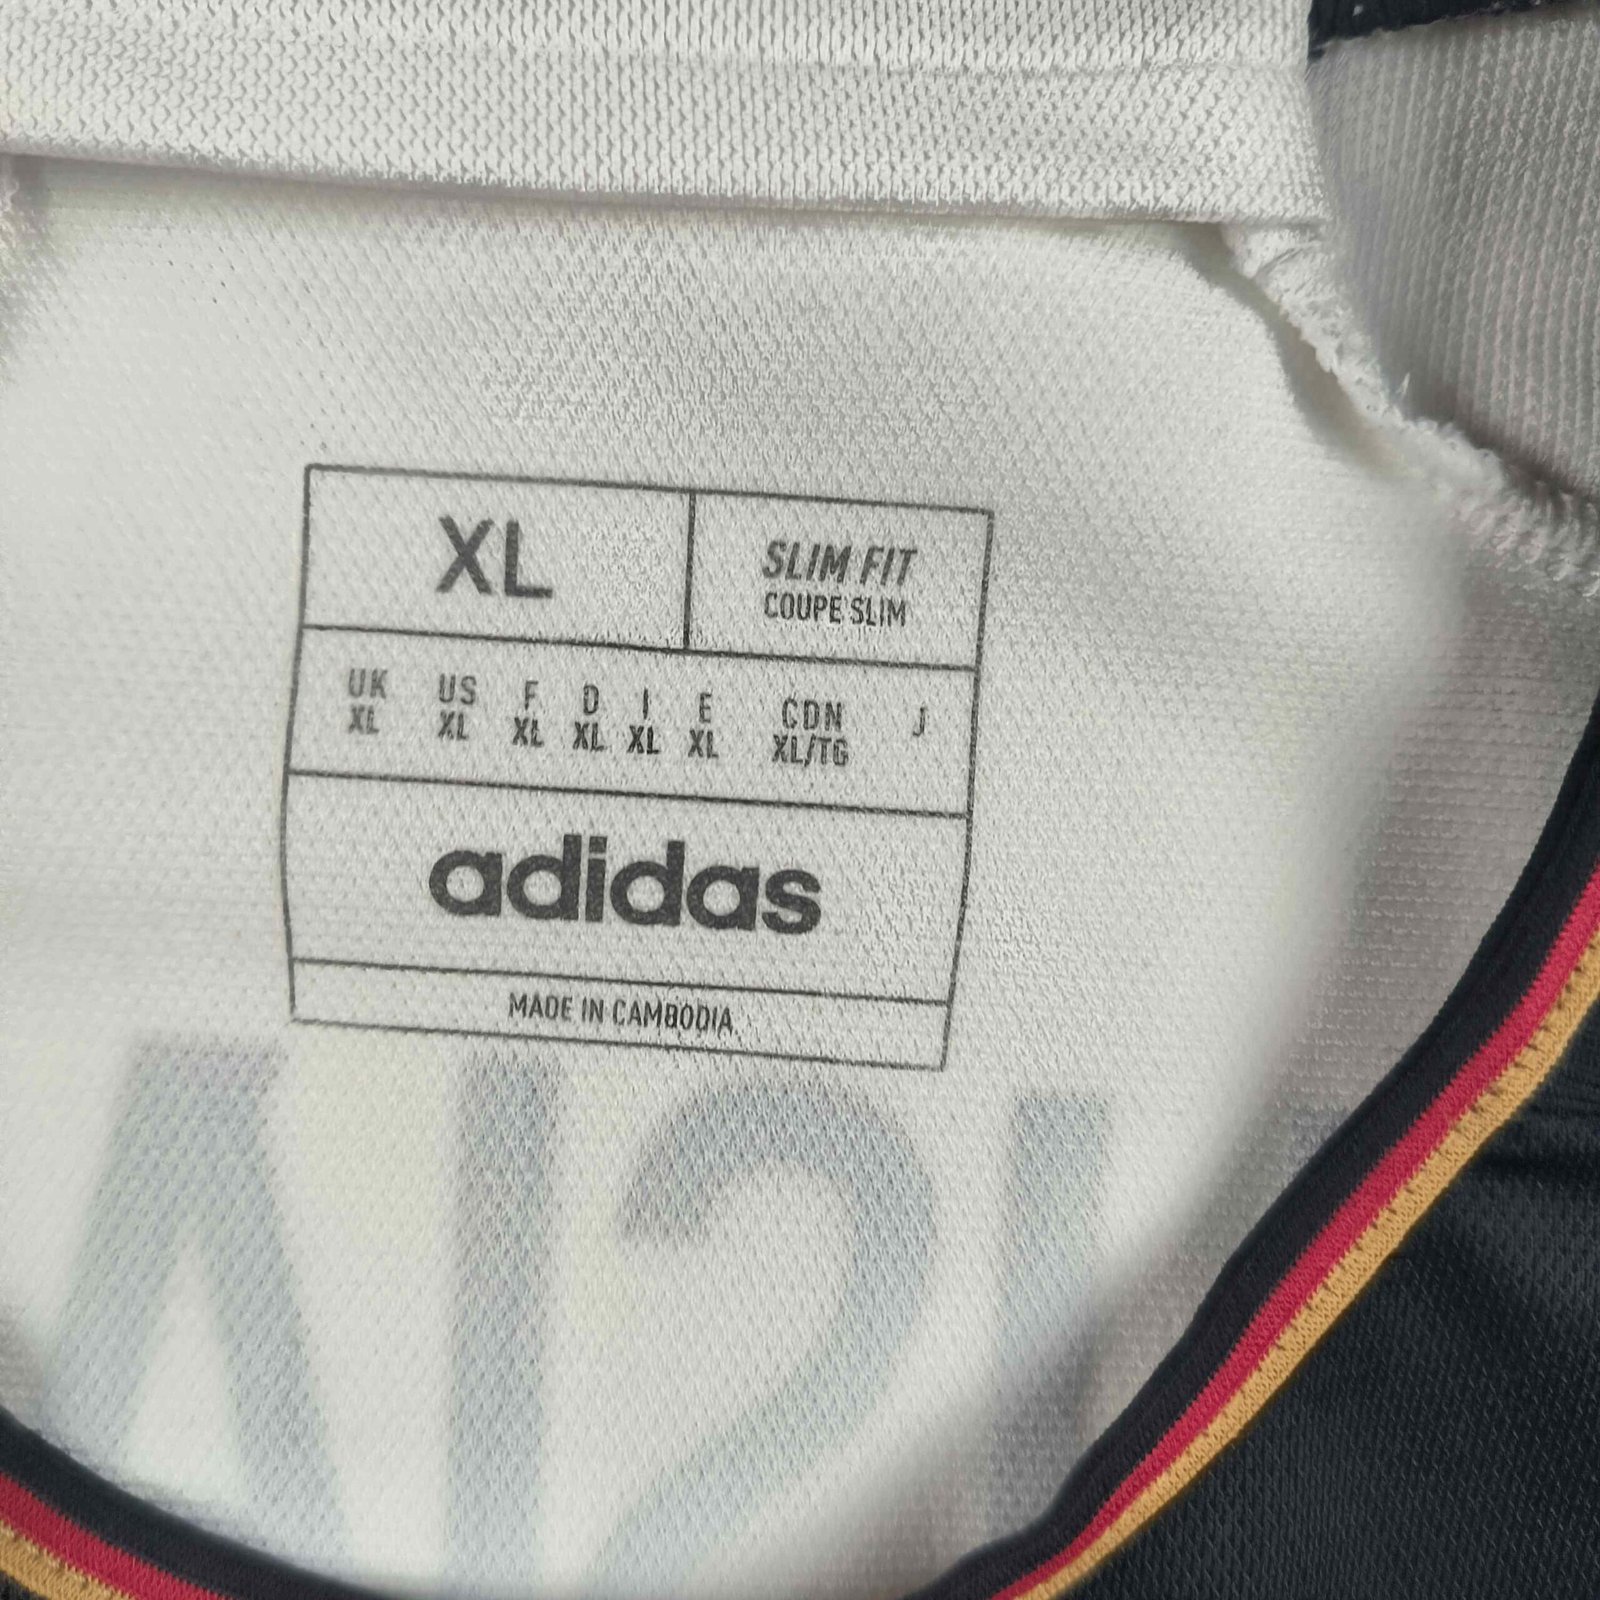 XL
SLIM FIT
COUPE SLIM
UK US F D I E CDN J
XL XL XL XL XL XL XL/TG
adidas
MADE IN CAMBODIA